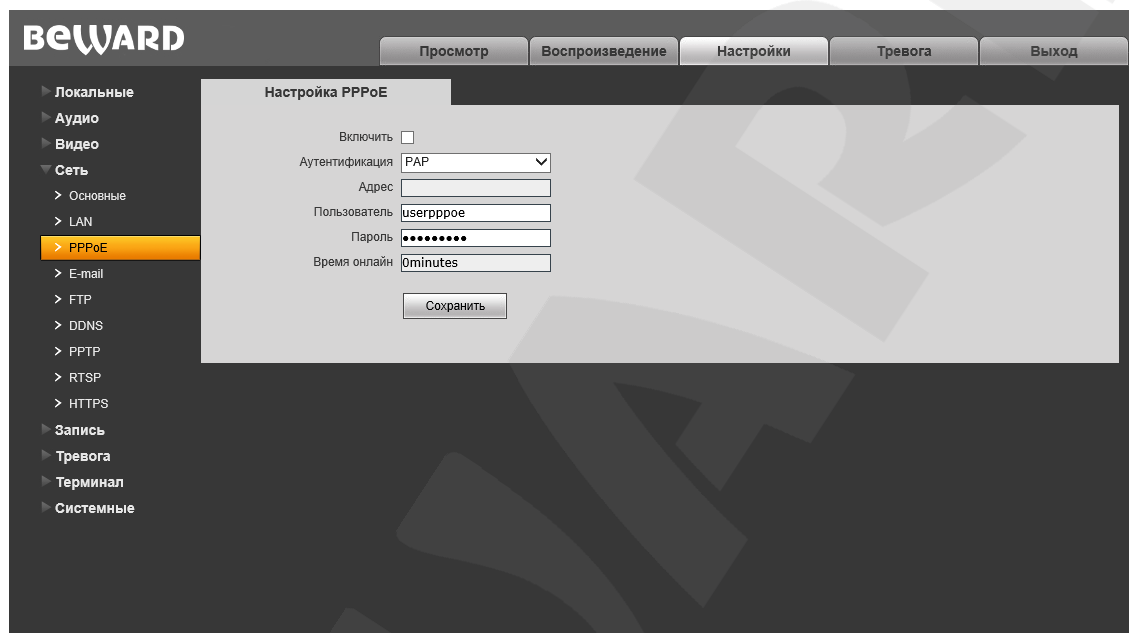 BEWARD
Просмотр Воспроизведение Настройки Тревога Выход
Локальные
Аудио
Видео
Сеть
Основные
LAN
PPPoE
E-mail
FTP
DDNS
PPTP
RTSP
HTTPS
Запись
Тревога
Терминал
Системные
Настройка PPPoE
Включить
Аутентификация PAP
Адрес
Пользователь userpppoe
Пароль •••••••••
Время онлайн 0minutes
Сохранить